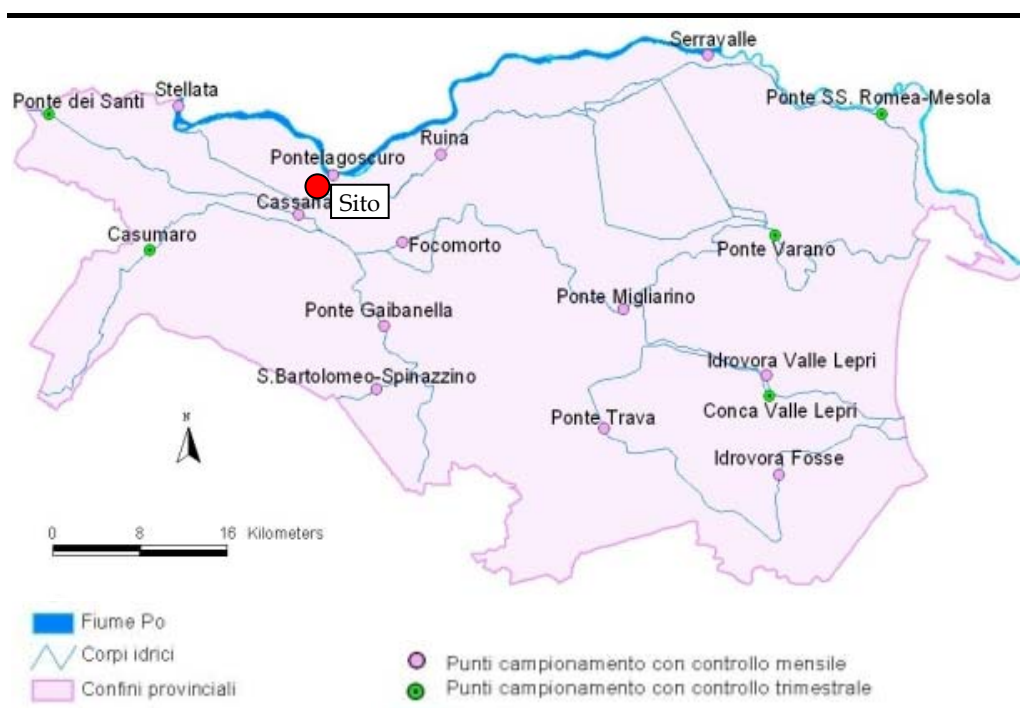 Serravalle
Stellata
Ponte dei Santi
Ponte SS. Romea-Mesola
Ruina
Pontelagoscuro
Cassana
Sito
Casumaro
Focomorto
Ponte Varano
Ponte Migliarino
Ponte Gaibanella
Idrovora Valle Lepri
S.Bartolomeo-Spinazzino
Conca Valle Lepri
Ponte Trava
N
Idrovora Fosse
0 8 16 Kilometers
Fiume Po
Corpi idrici
Punti campionamento con controllo mensile
Confini provinciali
Punti campionamento con controllo trimestrale